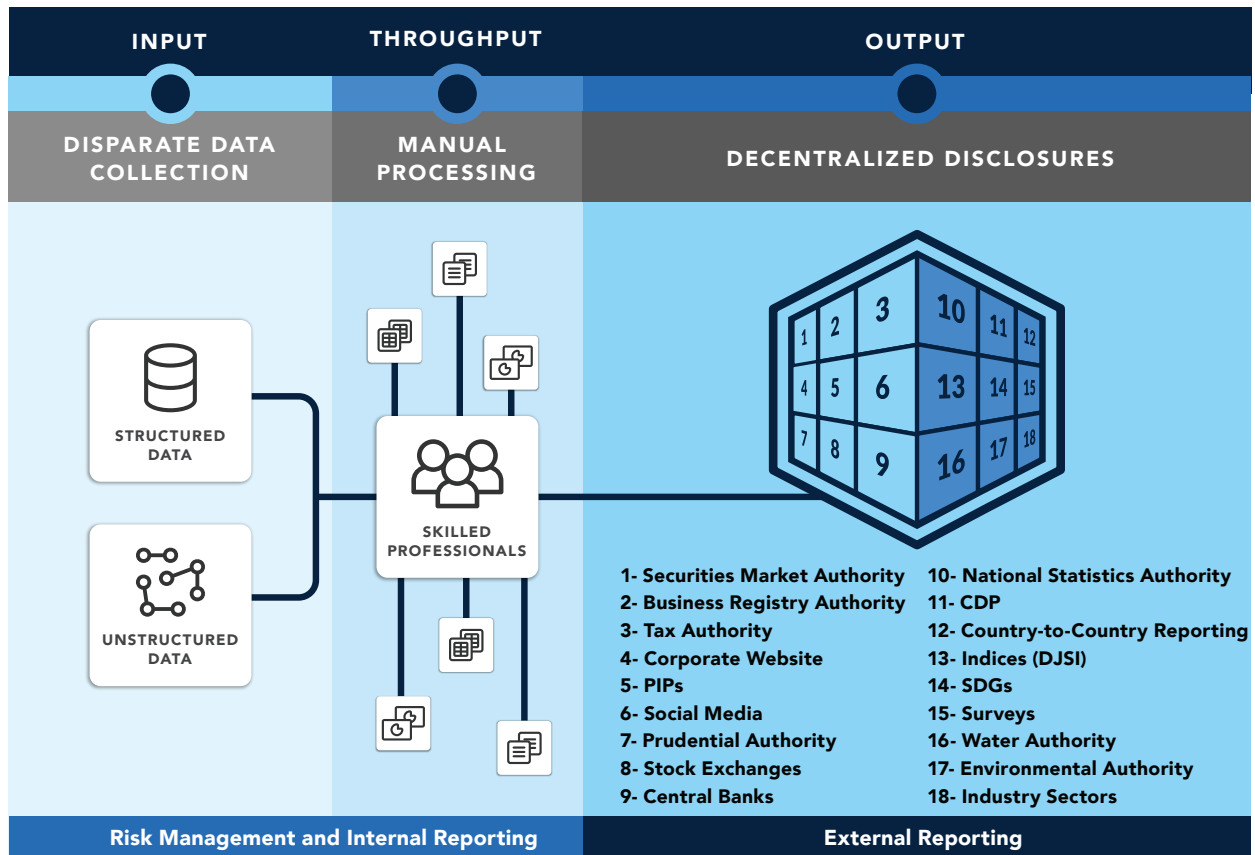 INPUT
THROUGHPUT
OUTPUT
DISPARATE DATA
COLLECTION
MANUAL
PROCESSING
DECENTRALIZED DISCLOSURES
STRUCTURED
DATA
UNSTRUCTURED
DATA
SKILLED
PROFESSIONALS
1 2 3 10 11 12
4 5 6 13 14 15
7 8 9 16 17 18
1- Securities Market Authority
2- Business Registry Authority
3- Tax Authority
4- Corporate Website
5- PIPs
6- Social Media
7- Prudential Authority
8- Stock Exchanges
9- Central Banks
10- National Statistics Authority
11- CDP
12- Country-to-Country Reporting
13- Indices (DJSI)
14- SDGs
15- Surveys
16- Water Authority
17- Environmental Authority
18- Industry Sectors
Risk Management and Internal Reporting
External Reporting